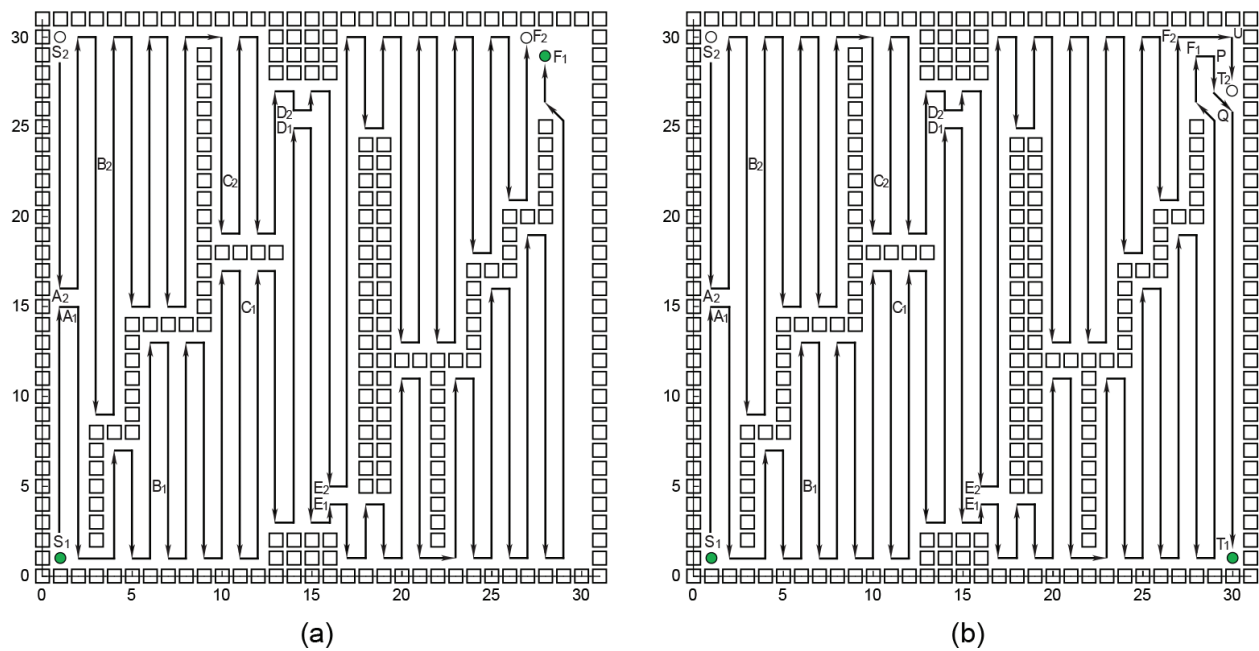 30 S2 F2 30 S2 F2 U
F1 F1 P
T2
25 D2 D1 25 D2 D1 Q
B2 C2 B2 C2
20 20
15 A2 A1 15 A2 A1
C1 C1
10 10
5 B1 E2 E1 5 B1 E2 E1
S1 S1 T1
0 0
0 5 10 15 20 25 30 0 5 10 15 20 25 30
(a) (b)